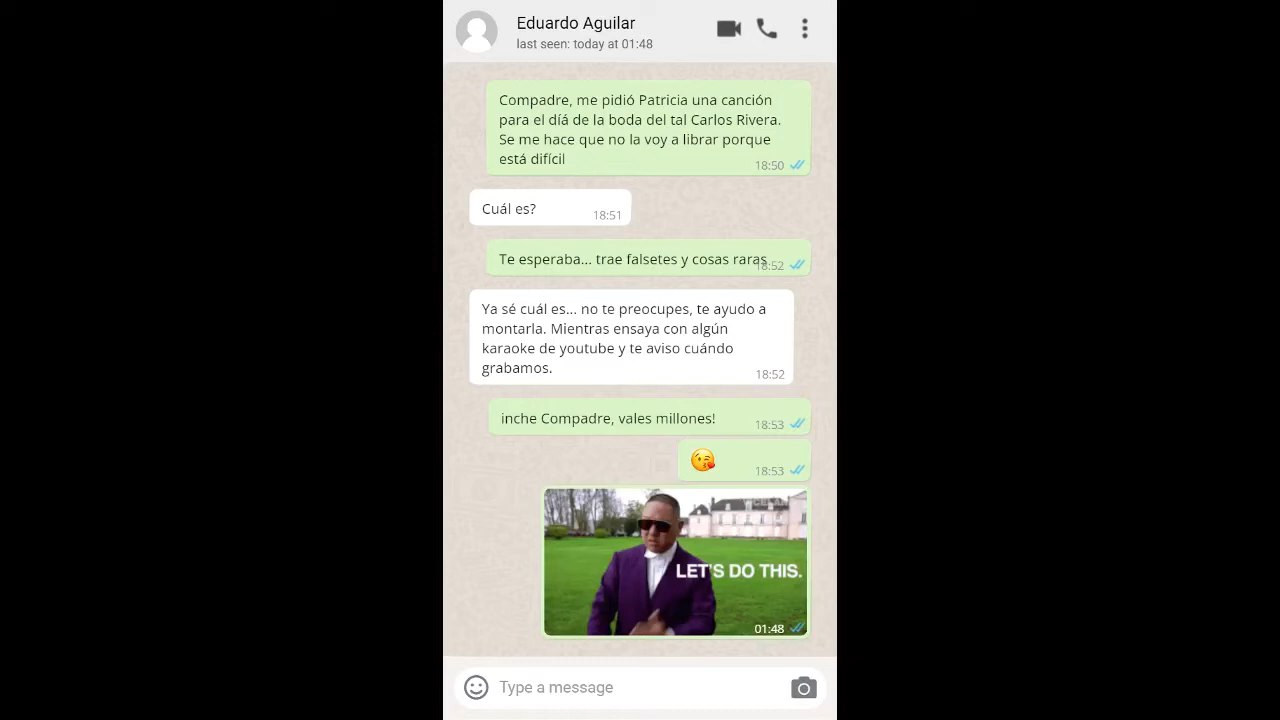 Eduardo Aguilar
last seen: today at 01:48
Compadre, me pidió Patricia una canción
para el díá de la boda del tal Carlos Rivera.
Se me hace que no la voy a librar porque
está difícil
18:50
Cuál es?
18:51
Te esperaba... trae falsetes y cosas raras
18:52
Ya sé cuál es... no te preocupes, te ayudo a
montarla. Mientras ensaya con algún
karaoke de youtube y te aviso cuándo
grabamos.
18:52
inche Compadre, vales millones!
18:53
18:53
LET'S DO THIS.
01:48
Type a message